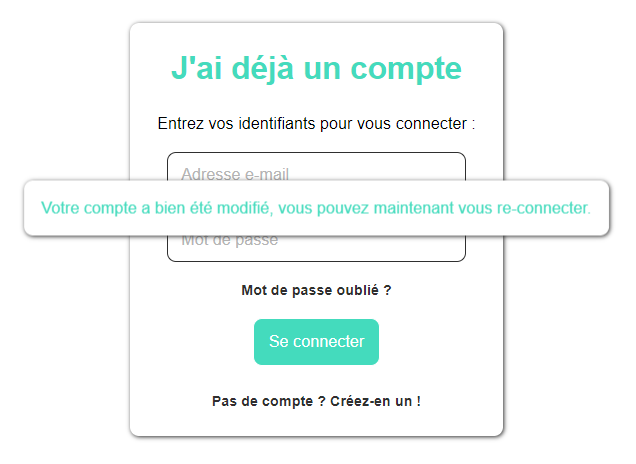 J'ai déjà un compte
Entrez vos identifiants pour vous connecter :
Adresse e-mail
Votre compte a bien été modifié, vous pouvez maintenant vous re-connecter.
Mot de passe
Mot de passe oublié ?
Se connecter
Pas de compte ? Créez-en un !